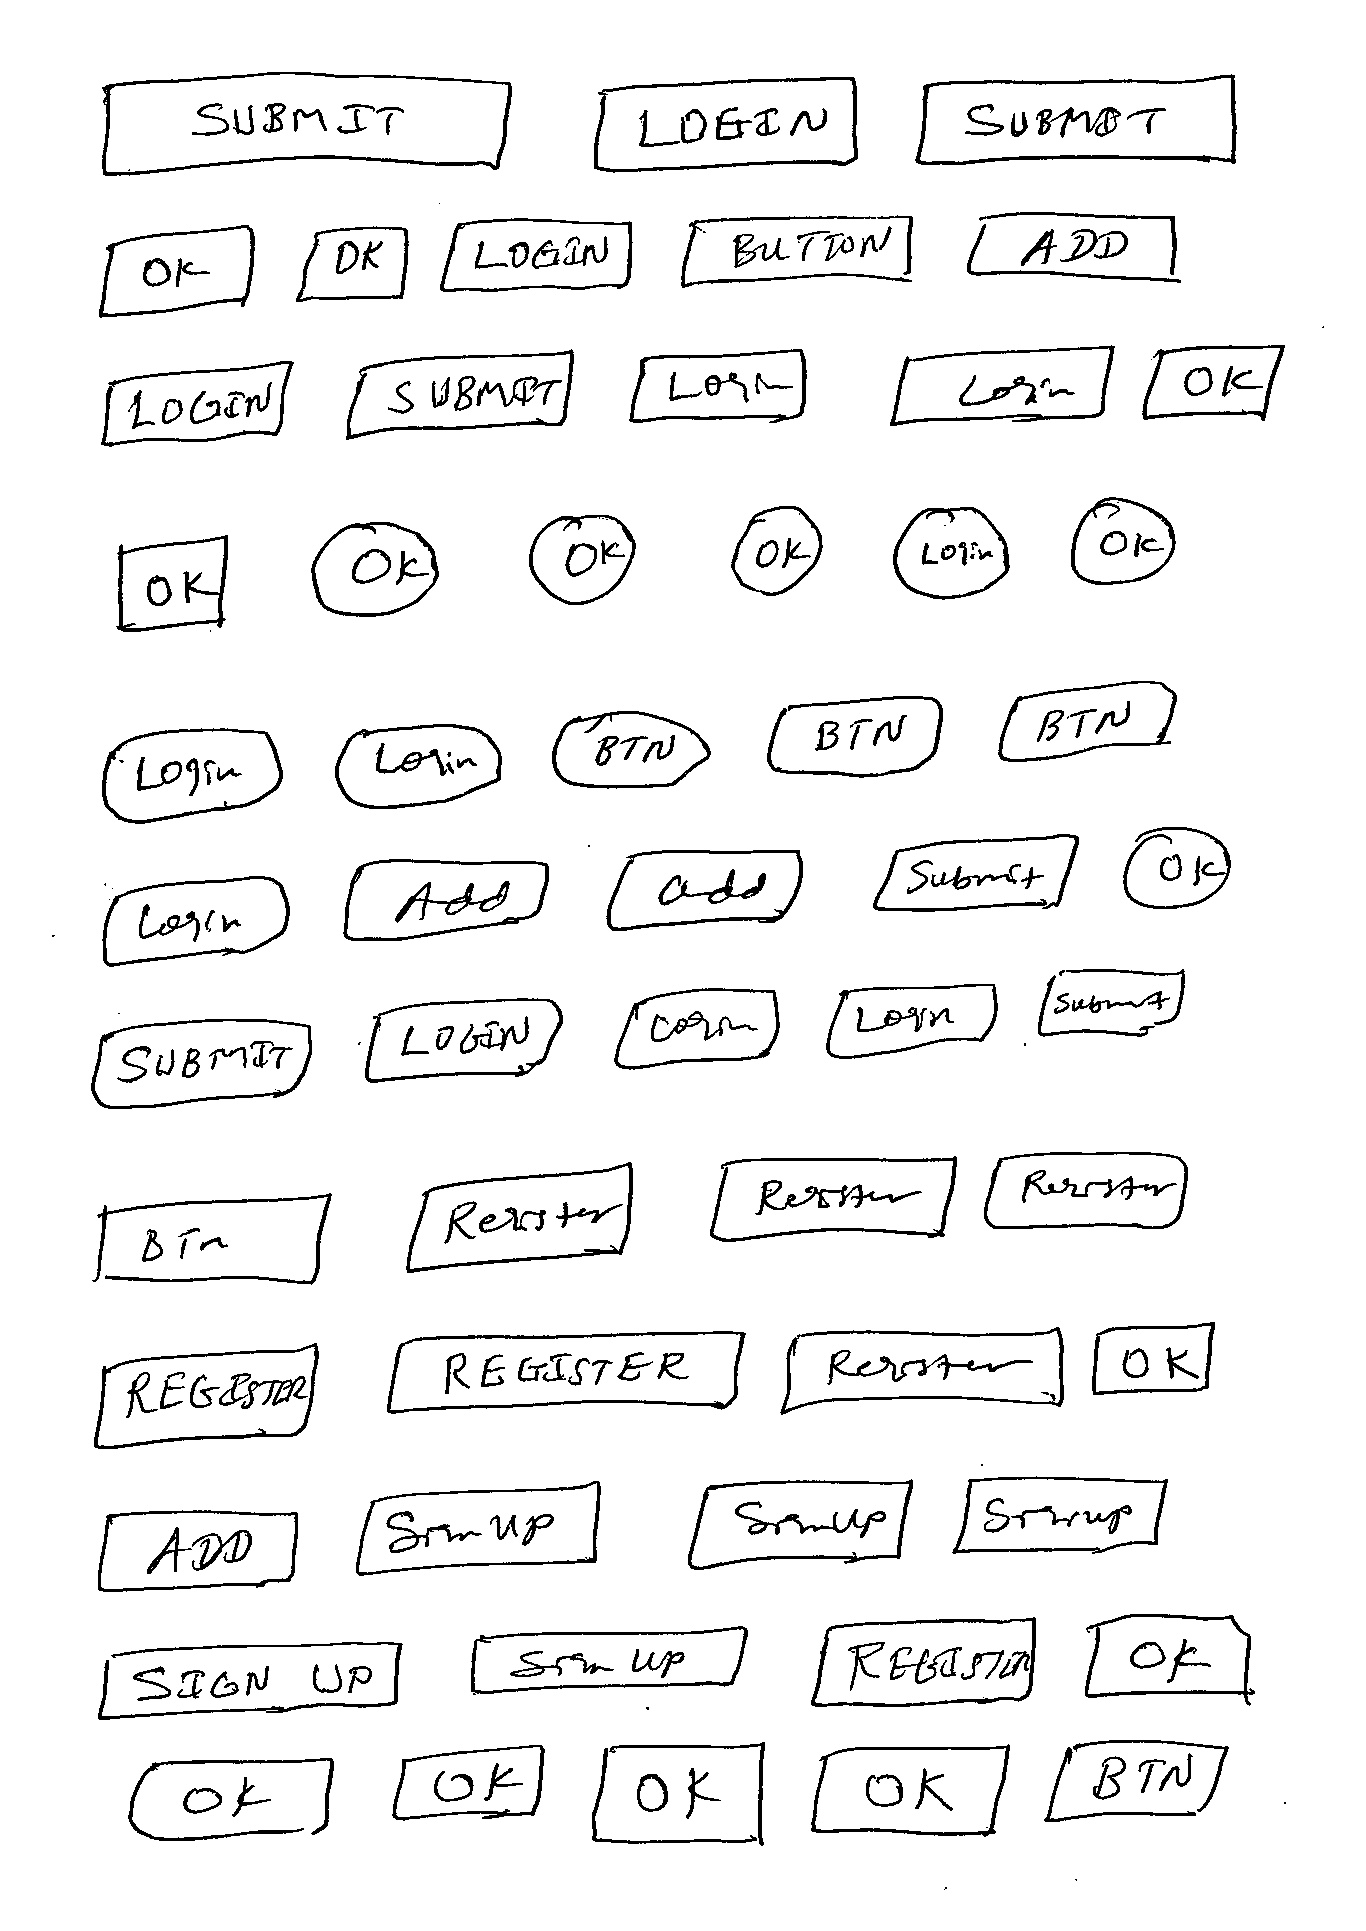 SUBMIT LOGIN SUBMIT
OK OK LOGIN BUTTON ADD
LOGIN SUBMIT Login Login OK
OK OK OK OK Login OK
Login Login BTN BTN BTN
Login Add add Submit OK
SUBMIT LOGIN Login Login Submit
BTn Register Register Register
REGISTER REGISTER Register OK
ADD Sign UP Sign Up Sign up
SIGN UP Sign up REGISTER OK
OK OK OK OK BTN